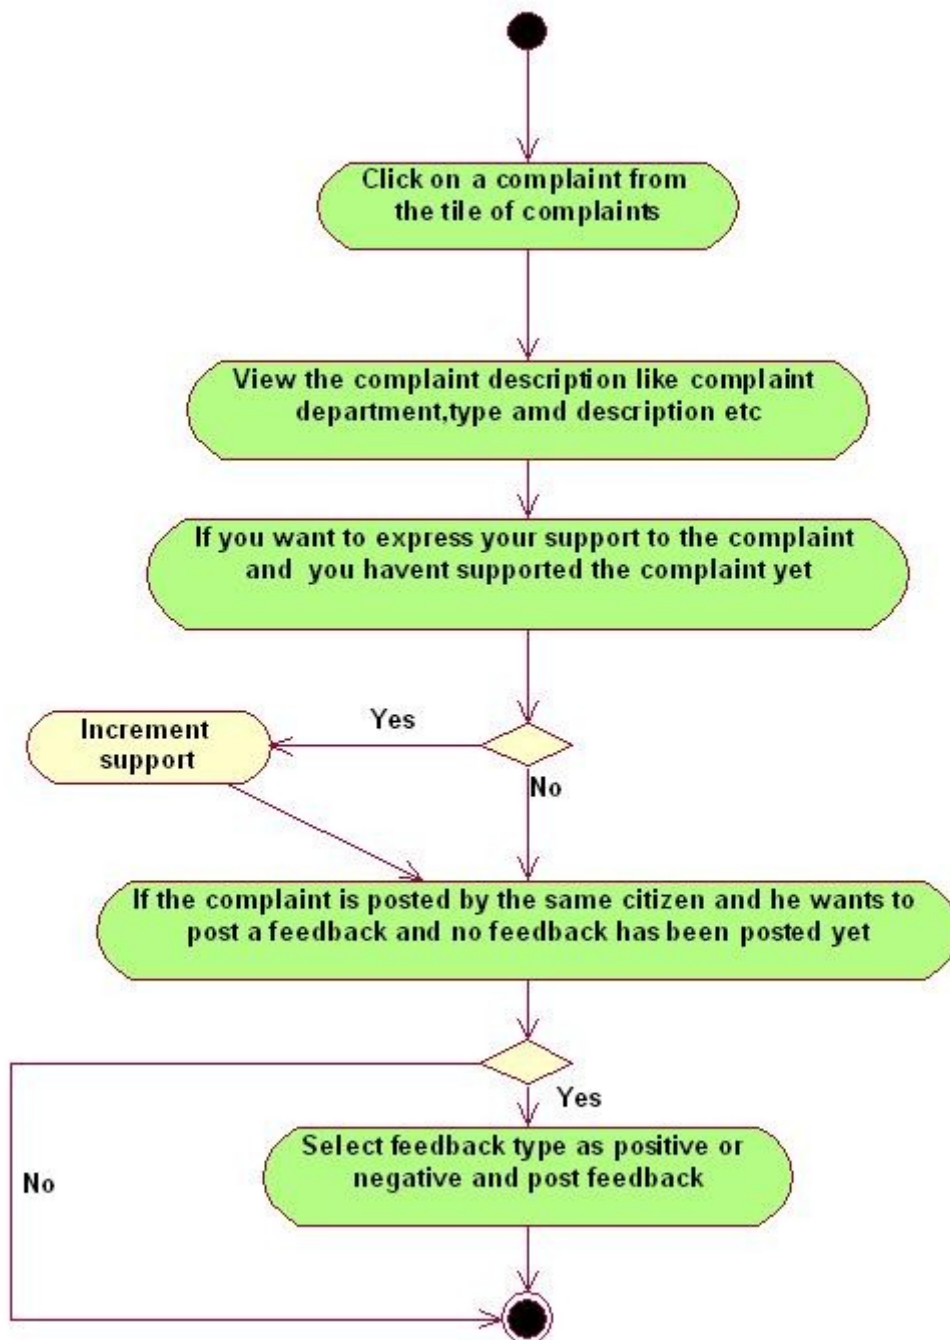 Click on a complaint from
the tile of complaints
View the complaint description like complaint
department,type amd description etc
If you want to express your support to the complaint
and you havent supported the complaint yet
Yes
Increment
support
No
If the complaint is posted by the same citizen and he wants to
post a feedback and no feedback has been posted yet
Yes
Select feedback type as positive or
negative and post feedback
No